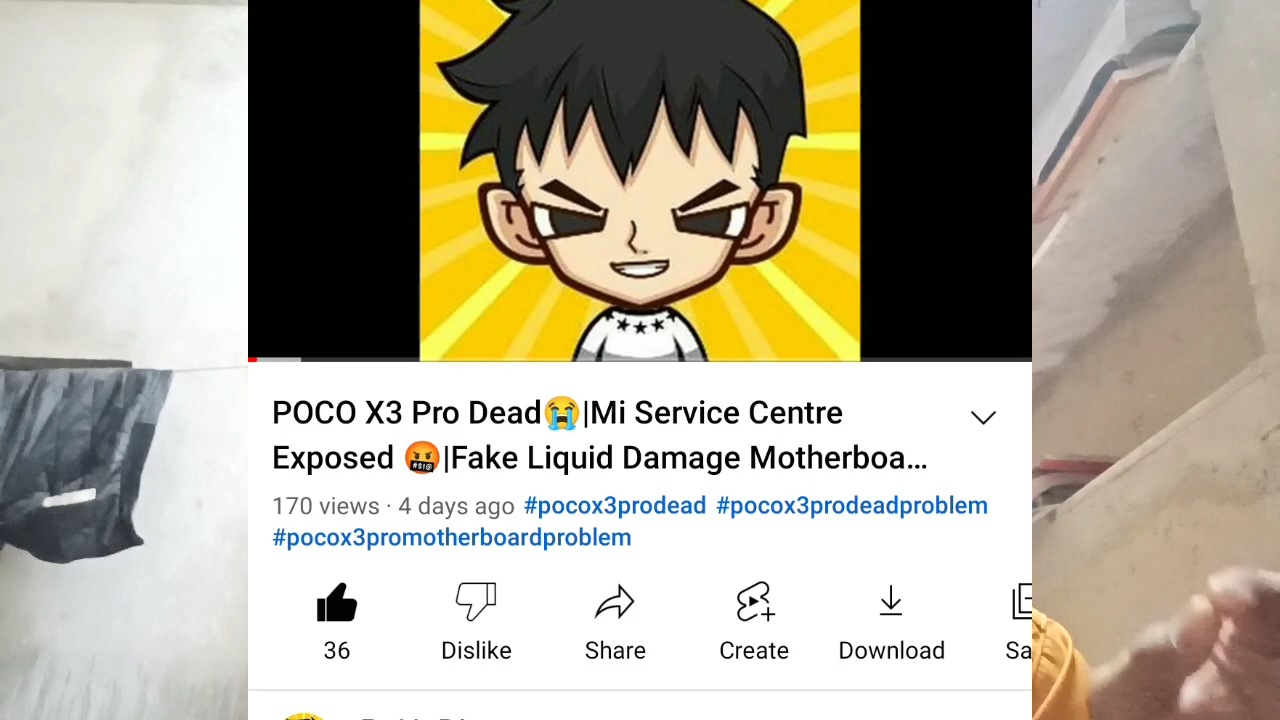 POCO X3 Pro Dead😭|Mi Service Centre
Exposed 🤬|Fake Liquid Damage Motherboa...
170 views · 4 days ago #pocox3prodead #pocox3prodeadproblem
#pocox3promotherboardproblem
36 Dislike Share Create Download Sa